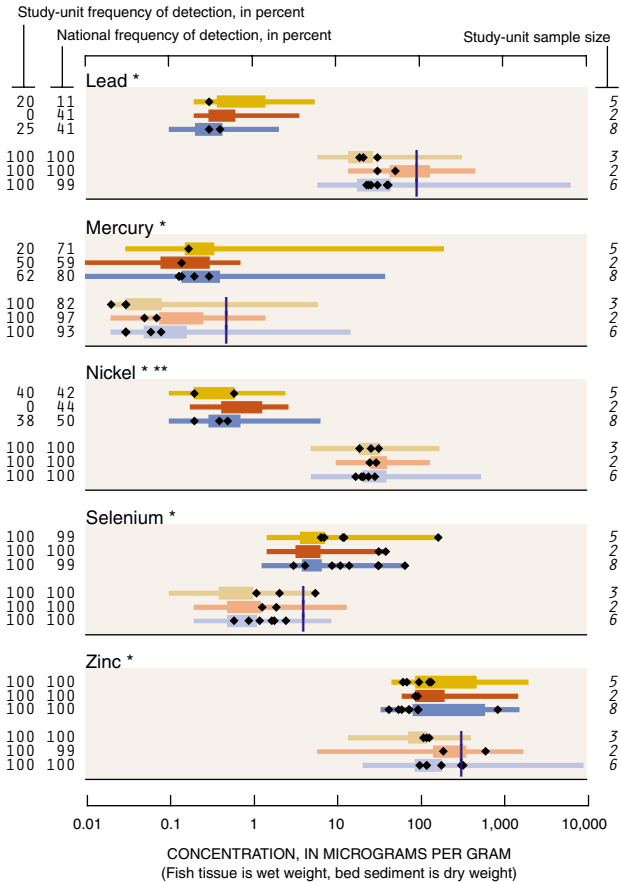 Study-unit frequency of detection, in percent
National frequency of detection, in percent
Study-unit sample size
Lead *
20 11 5
0 41 2
25 41 8
100 100 3
100 100 2
100 99 6
Mercury *
20 71 5
50 59 2
62 80 8
100 82 3
100 97 2
100 93 6
Nickel * **
40 42 5
0 44 2
38 50 8
100 100 3
100 100 2
100 100 6
Selenium *
100 99 5
100 100 2
100 100 8
100 100 3
100 100 2
100 100 6
Zinc *
100 100 5
100 100 2
100 100 8
100 100 3
100 99 2
100 100 6
0.01 0.1 1 10 100 1,000 10,000
CONCENTRATION, IN MICROGRAMS PER GRAM
(Fish tissue is wet weight, bed sediment is dry weight)